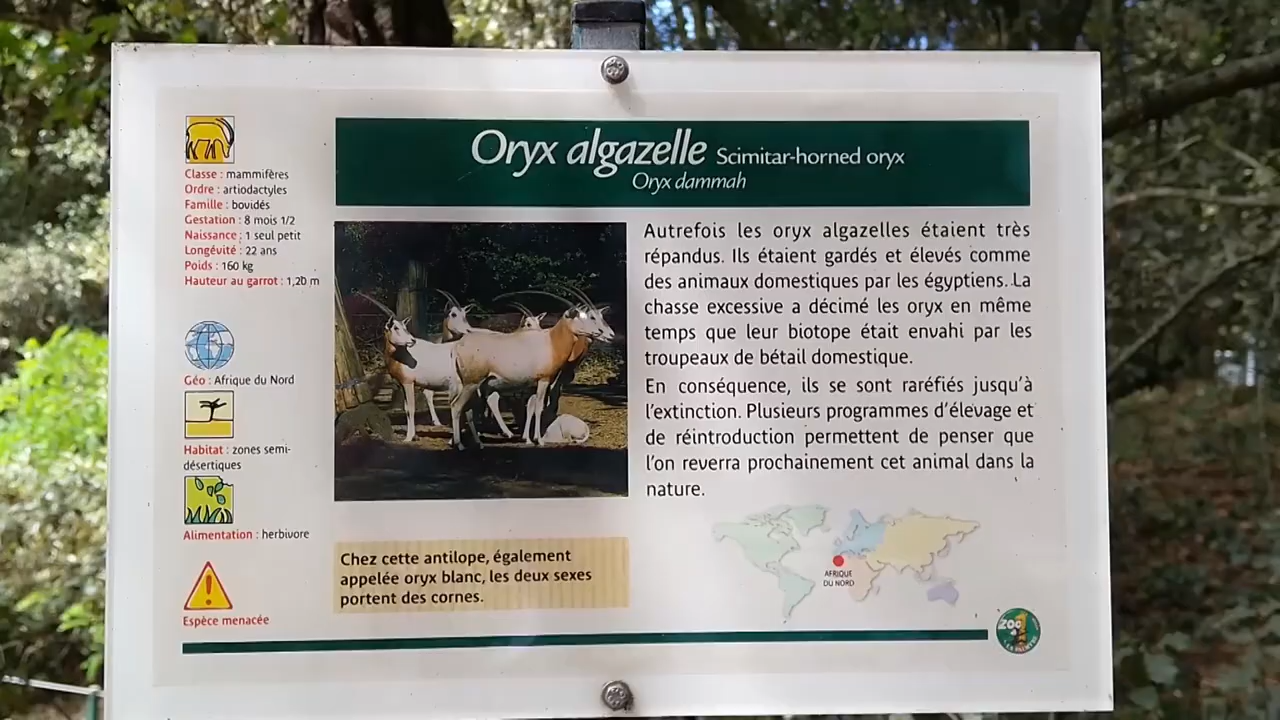 Oryx algazelle Scimitar-horned oryx
Oryx dammah
Classe : mammifères
Ordre : artiodactyles
Famille : bovidés
Gestation : 8 mois 1/2
Naissance : 1 seul petit
Longévité : 22 ans
Poids : 160 kg
Hauteur au garrot : 1,20 m
Géo : Afrique du Nord
Habitat : zones semi-
désertiques
Alimentation : herbivore
Espèce menacée
Autrefois les oryx algazelles étaient très
répandus. Ils étaient gardés et élevés comme
des animaux domestiques par les égyptiens. La
chasse excessive a décimé les oryx en même
temps que leur biotope était envahi par les
troupeaux de bétail domestique.
En conséquence, ils se sont raréfiés jusqu'à
l'extinction. Plusieurs programmes d'élevage et
de réintroduction permettent de penser que
l'on reverra prochainement cet animal dans la
nature.
Chez cette antilope, également
appelée oryx blanc, les deux sexes
portent des cornes.
AFRIQUE
DU NORD
ZOO
LA PALMYRE